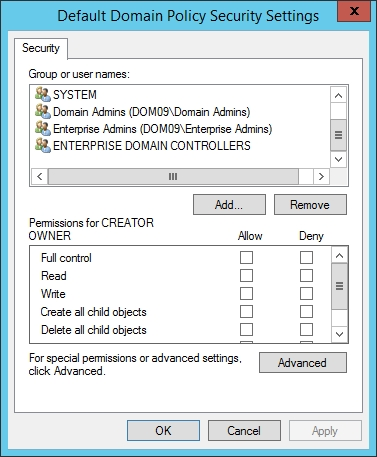 Default Domain Policy Security Settings
x
Security
Group or user names:
SYSTEM
Domain Admins (DOM09\Domain Admins)
Enterprise Admins (DOM09\Enterprise Admins)
ENTERPRISE DOMAIN CONTROLLERS
Add... Remove
Permissions for CREATOR
OWNER Allow Deny
Full control
Read
Write
Create all child objects
Delete all child objects
For special permissions or advanced settings,
click Advanced. Advanced
OK Cancel Apply